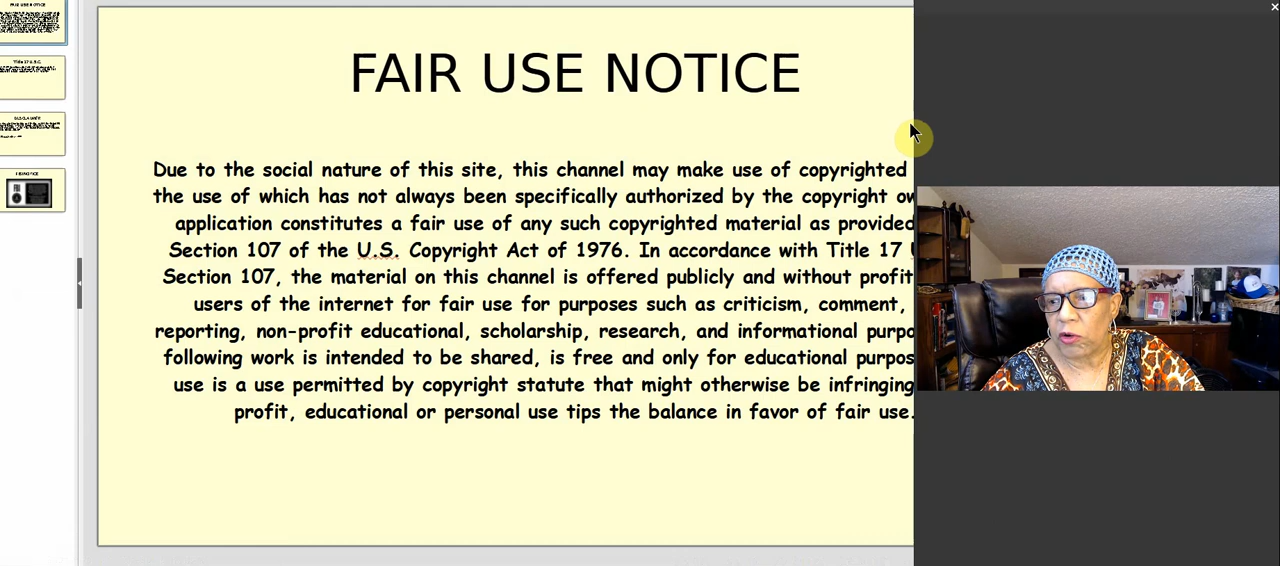 FAIR USE NOTICE
Due to the social nature of this site, this channel may make use of copyrighted
the use of which has not always been specifically authorized by the copyright
application constitutes a fair use of any such copyrighted material as provided
Section 107 of the U.S. Copyright Act of 1976. In accordance with Title 17
Section 107, the material on this channel is offered publicly and without profit
users of the internet for fair use for purposes such as criticism, comment,
reporting, non-profit educational, scholarship, research, and informational
following work is intended to be shared, is free and only for educational
use is a use permitted by copyright statute that might otherwise be infringing
profit, educational or personal use tips the balance in favor of fair use.
FAIR USE NOTICE
Title 17 U.S.C.
DISCLAIMER